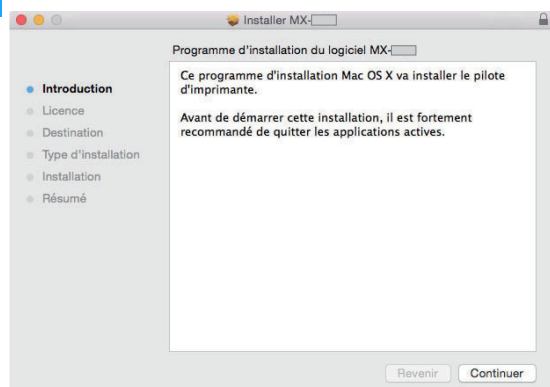 Installer MX-
Programme d'installation du logiciel MX-
Introduction
Licence
Destination
Type d'installation
Installation
Résumé
Ce programme d'installation Mac OS X va installer le pilote
d'imprimante.
Avant de démarrer cette installation, il est fortement
recommandé de quitter les applications actives.
Revenir
Continuer